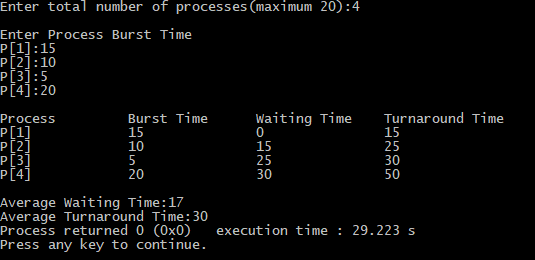 Enter total number of processes(maximum 20):4
Enter Process Burst Time
P[1]:15
P[2]:10
P[3]:5
P[4]:20
Process Burst Time Waiting Time Turnaround Time
P[1] 15 0 15
P[2] 10 15 25
P[3] 5 25 30
P[4] 20 30 50
Average Waiting Time:17
Average Turnaround Time:30
Process returned 0 (0x0) execution time : 29.223 s
Press any key to continue.